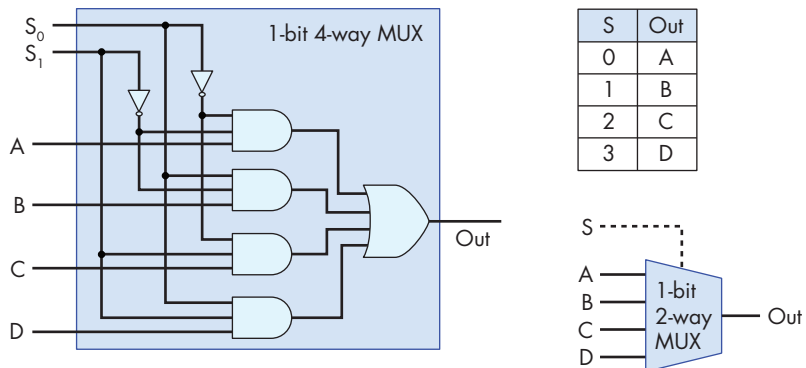 S0
S1
1-bit 4-way MUX
A
B
C
D
Out
S Out
0 A
1 B
2 C
3 D
S
A
B
C
D
1-bit
2-way
MUX
Out